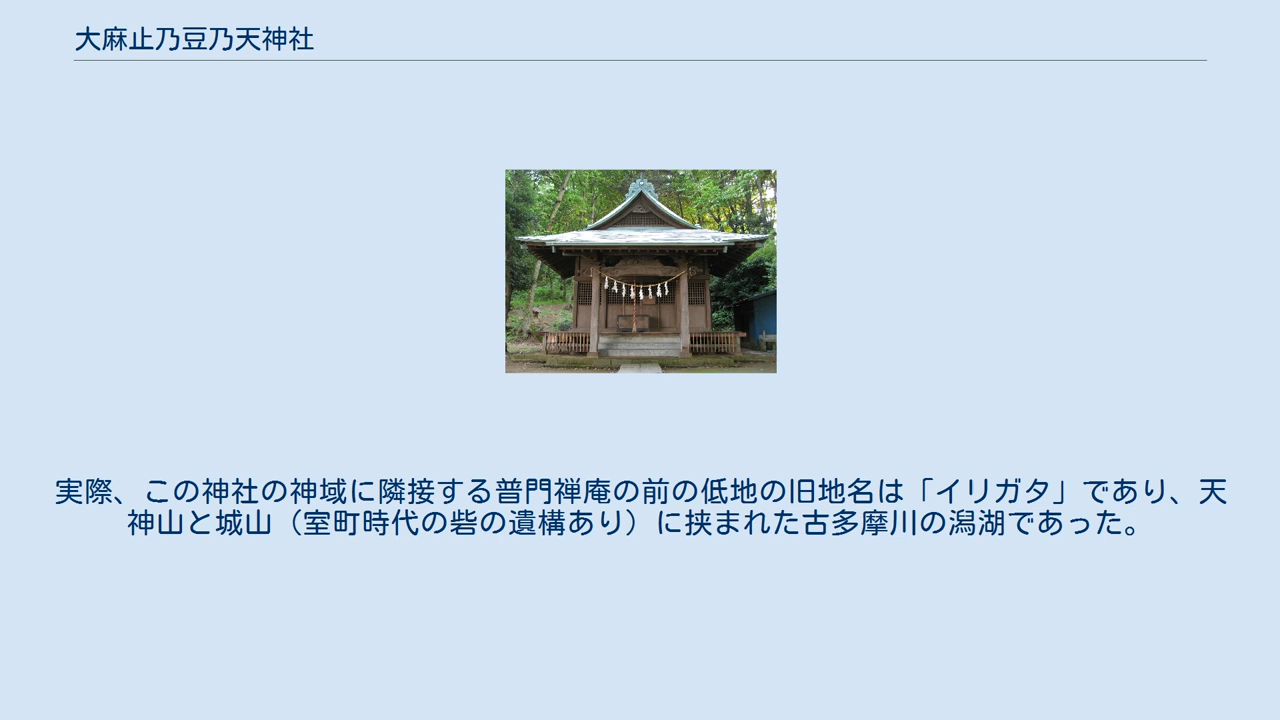 大麻止乃豆乃天神社
実際、この神社の神域に隣接する普門禅庵の前の低地の旧地名は「イリガタ」であり、天
神山と城山（室町時代の砦の遺構あり）に挟まれた古多摩川の潟湖であった。